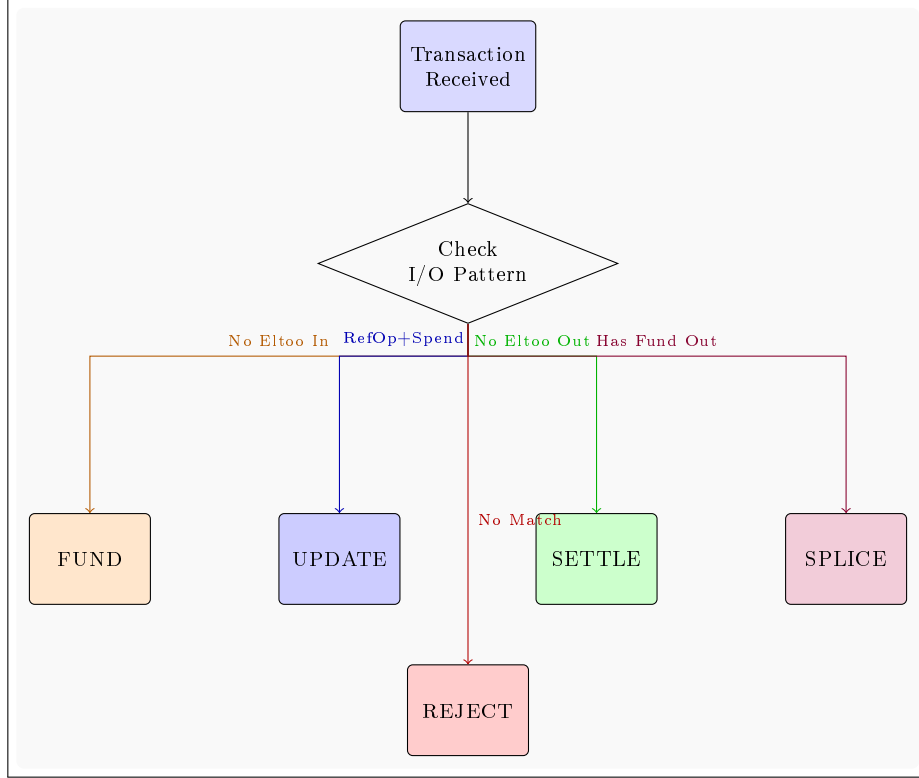 Transaction
Received
Check
I/O Pattern
No Eltoo In
RefOp+Spend
No Eltoo Out
Has Fund Out
No Match
FUND
UPDATE
SETTLE
SPLICE
REJECT